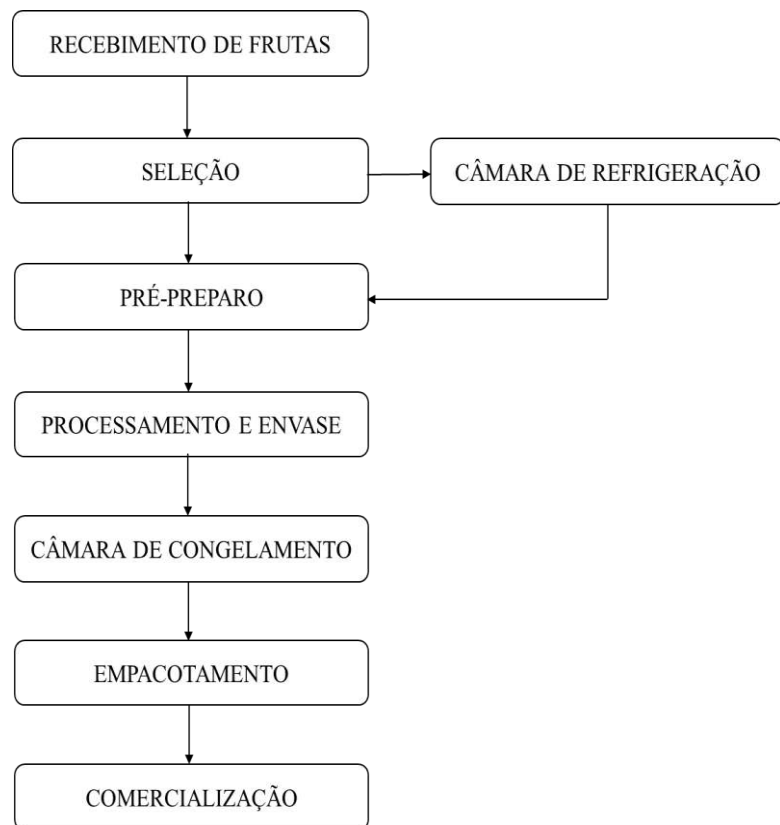 RECEBIMENTO DE FRUTAS
SELEÇÃO
CÂMARA DE REFRIGERAÇÃO
PRÉ-PREPARO
PROCESSAMENTO E ENVASE
CÂMARA DE CONGELAMENTO
EMPACOTAMENTO
COMERCIALIZAÇÃO